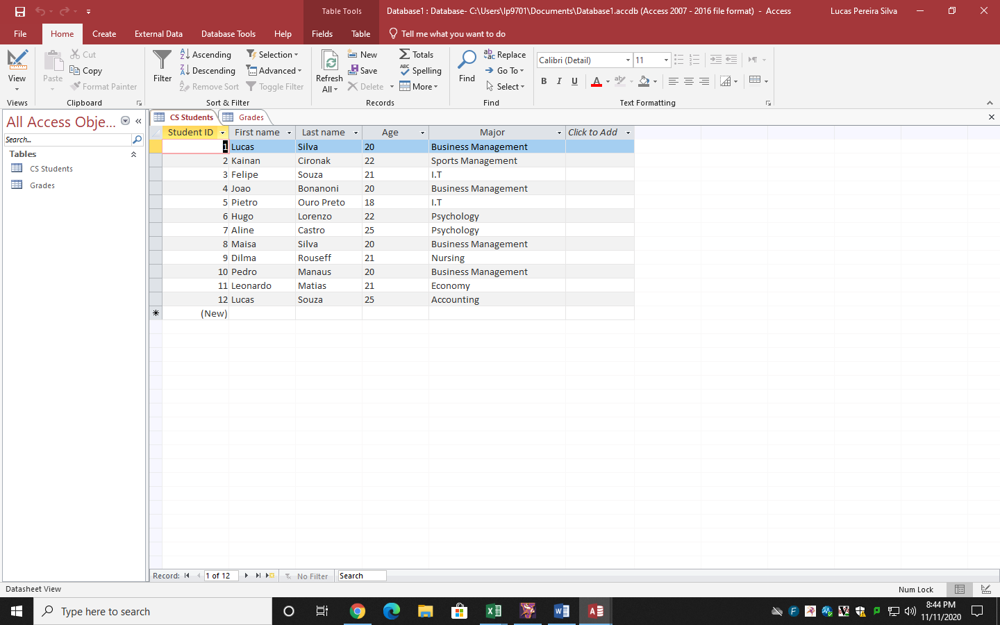 Table Tools
Database1 : Database- C:\Users\lp9701\Documents\Database1.accdb (Access 2007 - 2016 file format) - Access
Lucas Pereira Silva
File Home Create External Data Database Tools Help Fields Table Tell me what you want to do
View
Views
Paste
Cut
Copy
Format Painter
Clipboard
Filter
Ascending
Descending
Remove Sort
Selection
Advanced
Toggle Filter
Sort & Filter
Refresh
All
New
Save
Delete
Totals
Spelling
More
Records
Find
Replace
Go To
Select
Find
Calibri (Detail) 11
B I U A
Text Formatting
All Access Obje...
Search...
Tables
CS Students
Grades
CS Students Grades
Student ID First name Last name Age Major Click to Add
1 Lucas Silva 20 Business Management
2 Kainan Cironak 22 Sports Management
3 Felipe Souza 21 I.T
4 Joao Bonanoni 20 Business Management
5 Pietro Ouro Preto 18 I.T
6 Hugo Lorenzo 22 Psychology
7 Aline Castro 25 Psychology
8 Maisa Silva 20 Business Management
9 Dilma Rouseff 21 Nursing
10 Pedro Manaus 20 Business Management
11 Leonardo Matias 21 Economy
12 Lucas Souza 25 Accounting
(New)
Record: 1 of 12 No Filter Search
Datasheet View
Num Lock
Type here to search
8:44 PM
11/11/2020